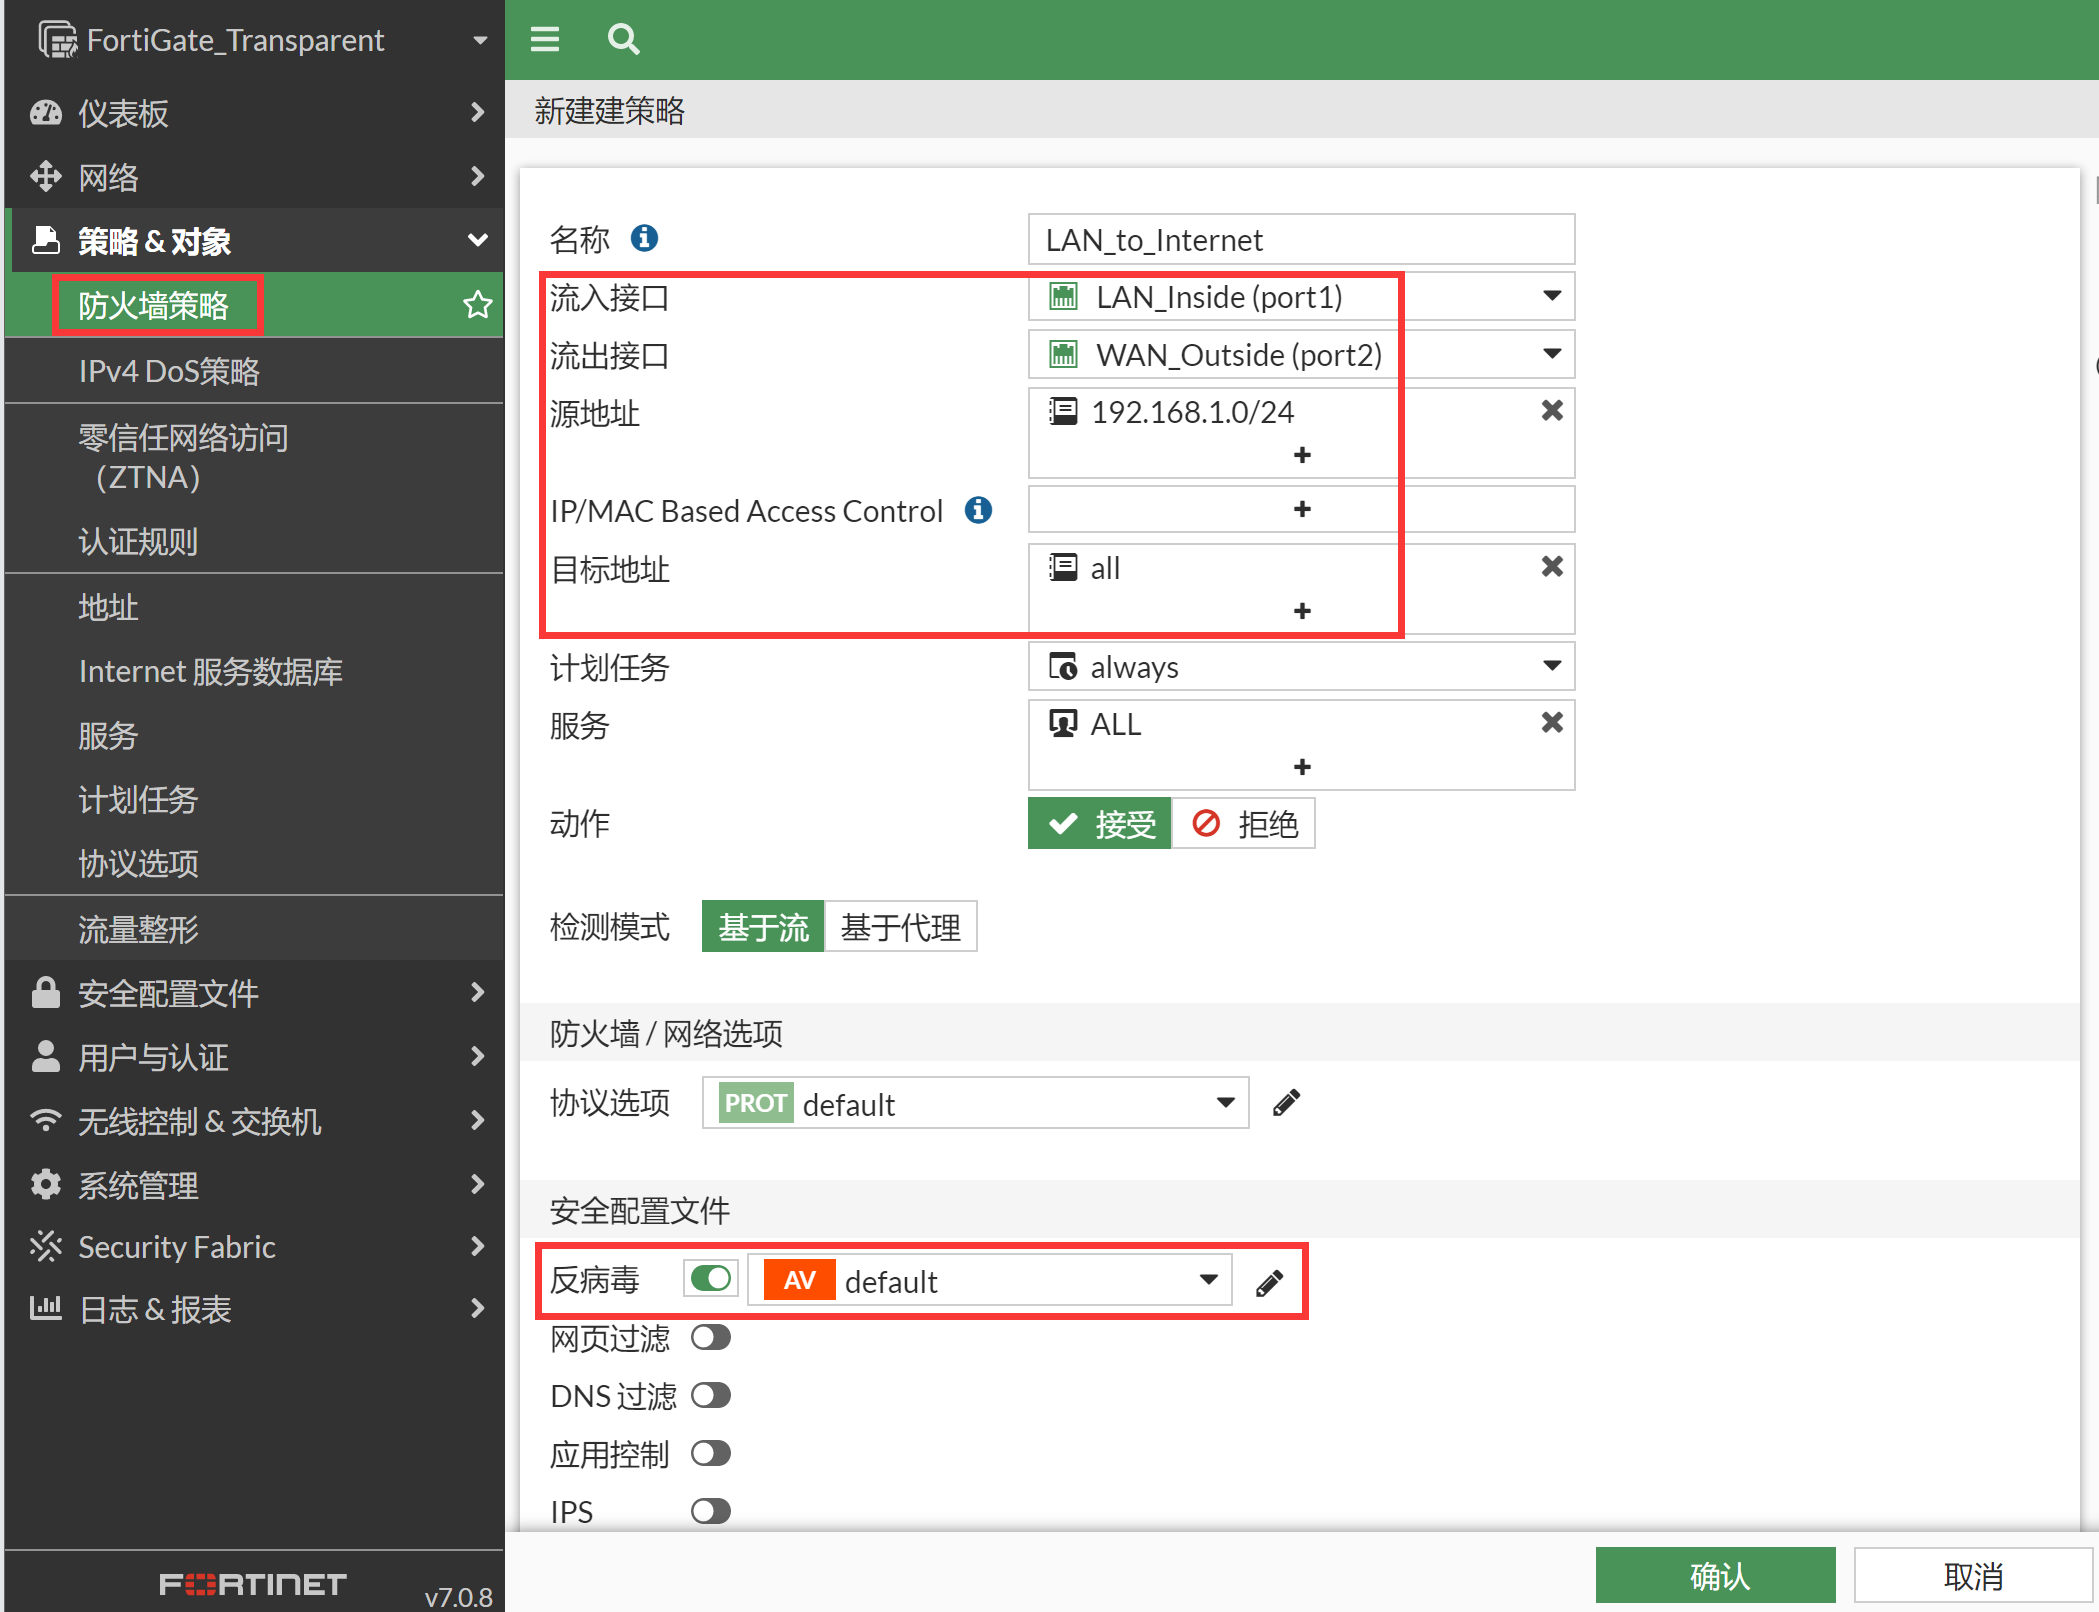 FortiGate_Transparent
仪表板
网络
策略 & 对象
防火墙策略
IPv4 DoS策略
零信任网络访问
（ZTNA）
认证规则
地址
Internet 服务数据库
服务
计划任务
协议选项
流量整形
安全配置文件
用户与认证
无线控制 & 交换机
系统管理
Security Fabric
日志 & 报表
FORTINET
v7.0.8
新建建策略
名称
LAN_to_Internet
流入接口
LAN_Inside (port1)
流出接口
WAN_Outside (port2)
源地址
192.168.1.0/24
IP/MAC Based Access Control
目标地址
all
计划任务
always
服务
ALL
动作
接受
拒绝
检测模式
基于流
基于代理
防火墙 / 网络选项
协议选项
PROT default
安全配置文件
反病毒
AV default
网页过滤
DNS 过滤
应用控制
IPS
确认
取消